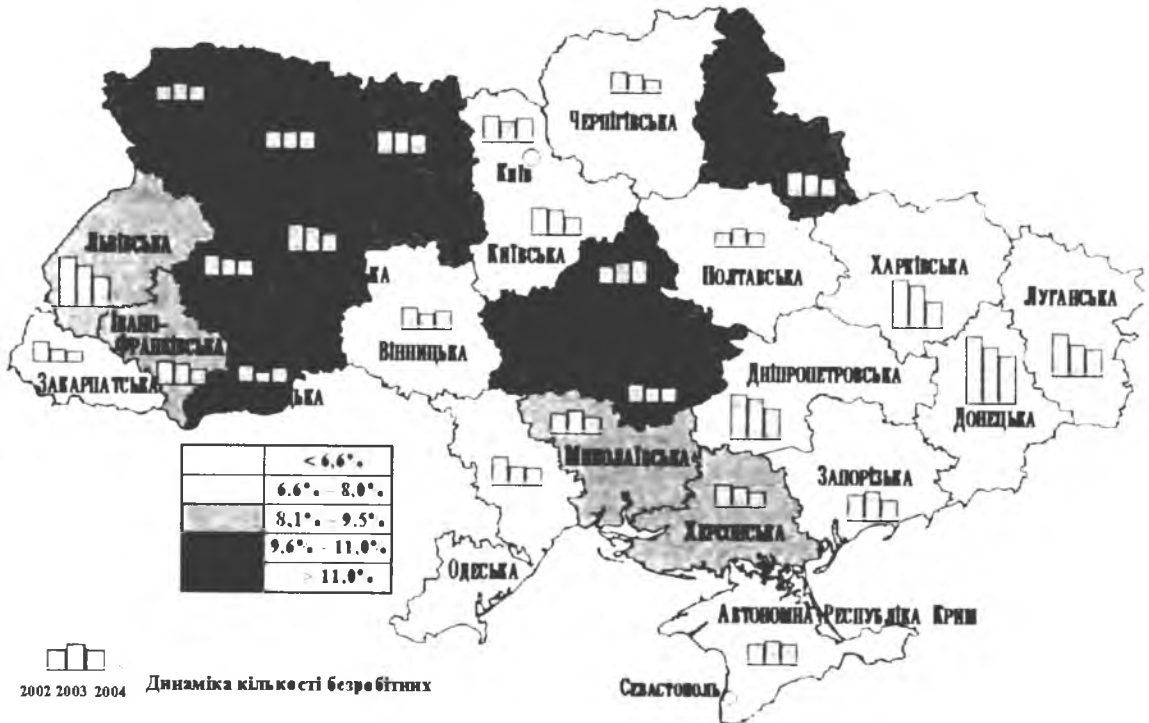 ЧЕРНІГІВСЬКА
КИЇВ
КИЇВСЬКА
ЛЬВІВСЬКА
ПОЛТАВСЬКА
ХАРКІВСЬКА
ЛУГАНСЬКА
ІВАНО-
ФРАНКІВСЬКА
ЗАКАРПАТСЬКА
ВІННИЦЬКА
ДНІПРОПЕТРОВСЬКА
ДОНЕЦЬКА
МИКОЛАЇВСЬКА
ЗАПОРІЗЬКА
ХЕРСОНСЬКА
ОДЕСЬКА
АВТОНОМНА РЕСПУБЛІКА КРИМ
СЕВАСТОПОЛЬ
< 6,6%
6.6% - 8,0%
8,1% - 9.5%
9.6% - 11.0%
> 11.0%
2002 2003 2004 Динаміка кількості безробітних